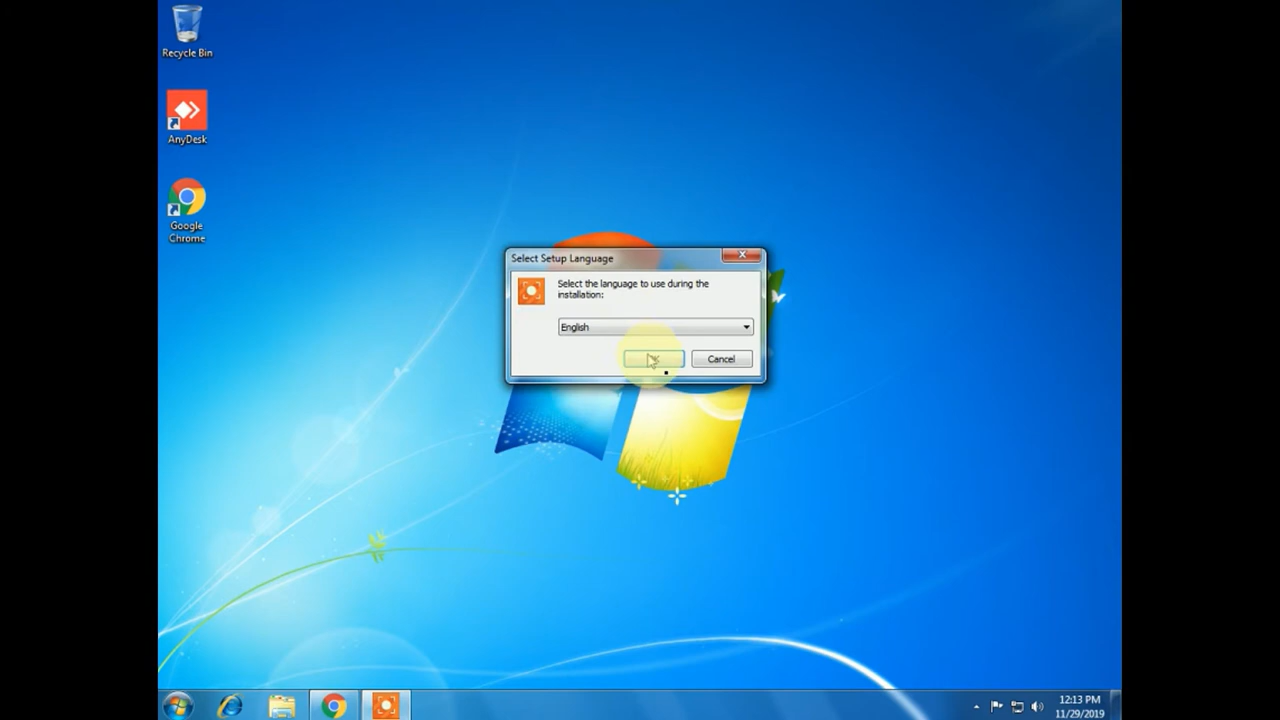 Recycle Bin
AnyDesk
Google
Chrome
Select Setup Language
Select the language to use during the
installation:
English
Cancel
12:13 PM
11/29/2019